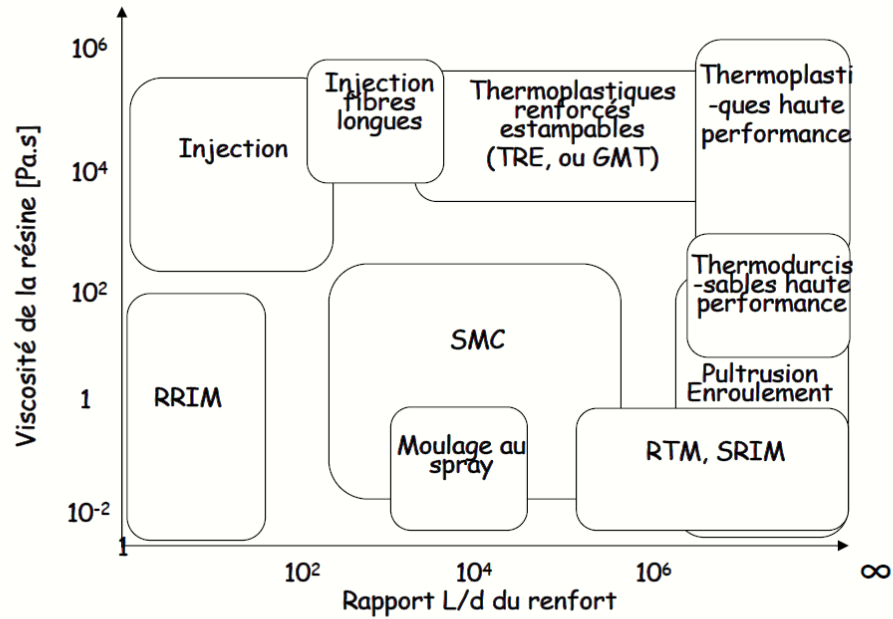 Viscosité de la résine [Pa.s]
10⁶
10⁴
10²
1
10⁻²
Injection
Injection
fibres
longues
Thermoplastiques
renforcés
estampables
(TRE, ou GMT)
Thermoplasti
-ques haute
performance
Thermodurcis
-sables haute
performance
RRIM
SMC
Pultrusion
Enroulement
Moulage au
spray
RTM, SRIM
1
10² 10⁴ 10⁶ ∞
Rapport L/d du renfort